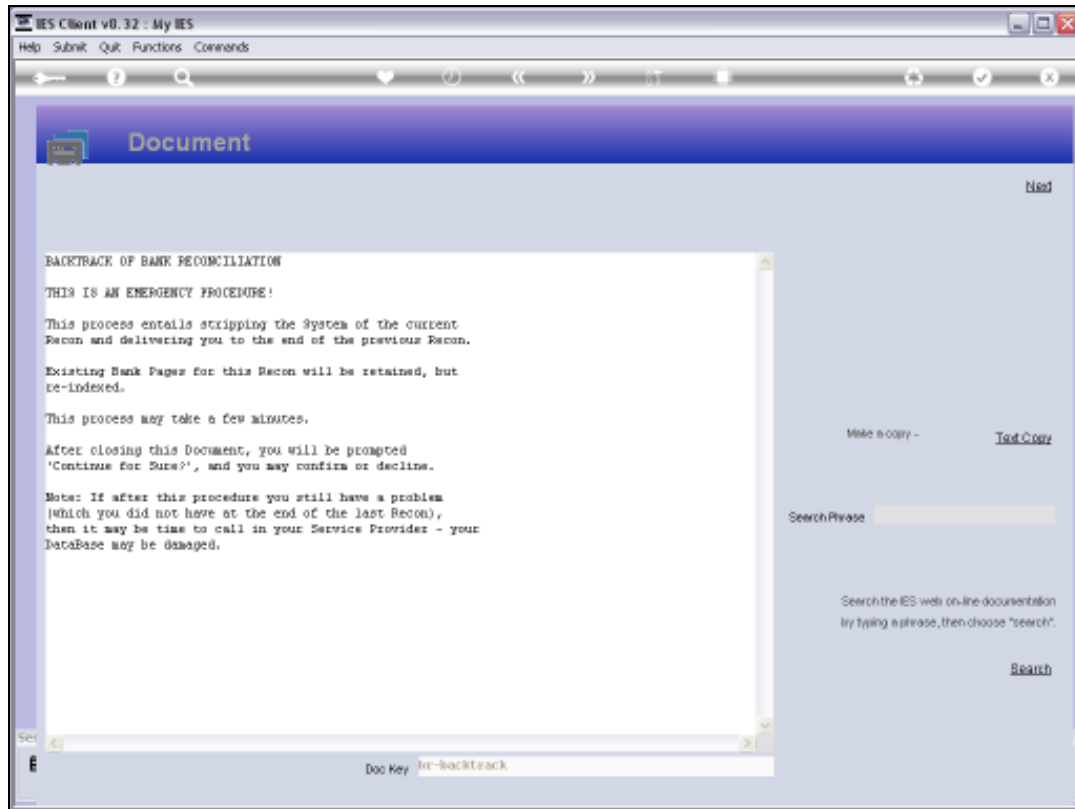 IES Client v8.32 : My IES
Help Submit Quit Functions Commands
Document
Next
BACKTRACK OF BANK RECONCILIATION
THIS IS AN EMERGENCY PROCEDURE!
This process entails stripping the System of the current
Recon and delivering you to the end of the previous Recon.
Existing Bank Pages for this Recon will be retained, but
re-indexed.
This process may take a few minutes.
After closing this Document, you will be prompted
'Continue for Sure?', and you may confirm or decline.
Note: If after this procedure you still have a problem
(which you did not have at the end of the last Recon),
then it may be time to call in your Service Provider - your
DataBase may be damaged.
Make a copy -
Text Copy
Search Phrase
Search the IES web on-line documentation
by typing a phrase, then choose "search".
Search
Doc Key br-backtrack